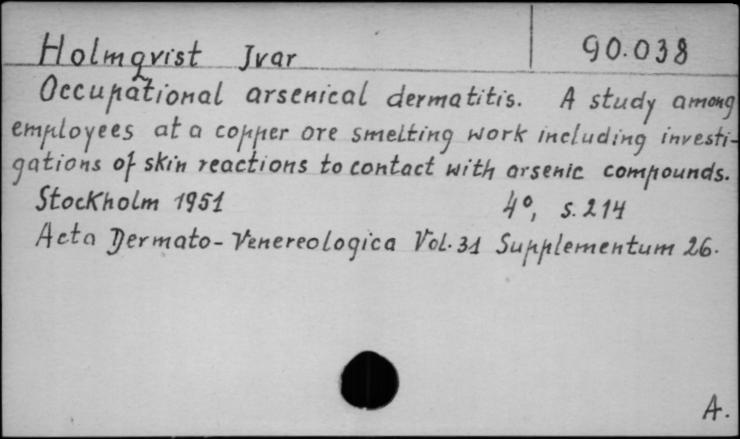 Holmqvist Ivar 90.038
Occupational arsenical dermatitis. A study among
employees at a copper ore smelting work including investi-
gations of skin reactions to contact with arsenic compounds.
Stockholm 1951 4°, s. 214
Acta Dermato-Venereologica Vol. 31 Supplementum 26.
A.